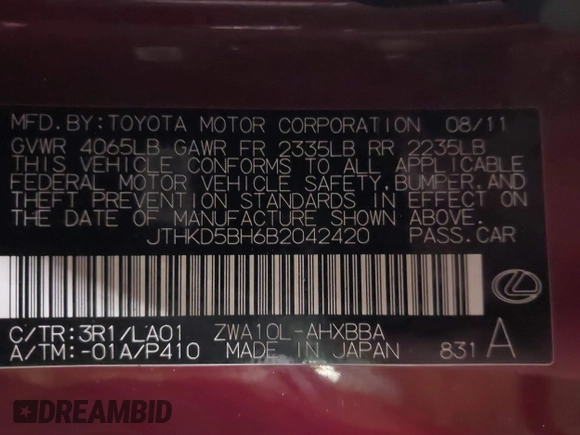 MFD.BY:TOYOTA MOTOR CORPORATION 08/11
GVWR 4065LB GAWR FR 2335LB RR 2235LB
THIS VEHICLE CONFORMS TO ALL APPLICABLE
FEDERAL MOTOR VEHICLE SAFETY,BUMPER,AND
THEFT PREVENTION STANDARDS IN EFFECT ON
THE DATE OF MANUFACTURE SHOWN ABOVE.
JTHKD5BH6B2042420 PASS.CAR
C/TR:3R1/LA01 ZWA10L-AHXBBA
A/TM:-01A/P410 MADE IN JAPAN 831 A
DREAMBID